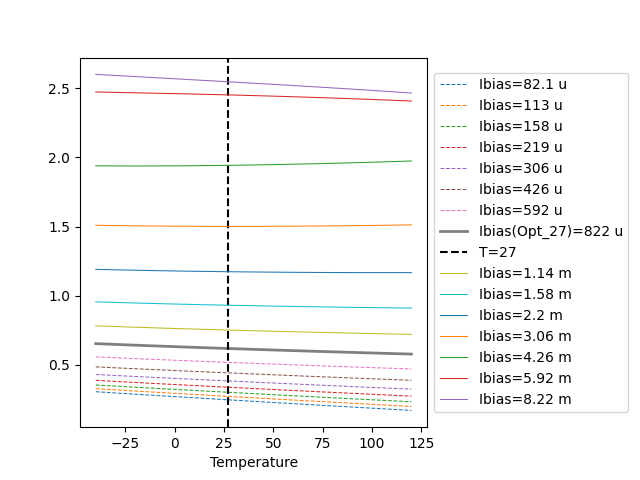 2.5
2.0
1.5
1.0
0.5
−25
0
25
50
75
100
125
Temperature
Ibias=82.1 u
Ibias=113 u
Ibias=158 u
Ibias=219 u
Ibias=306 u
Ibias=426 u
Ibias=592 u
Ibias(Opt_27)=822 u
T=27
Ibias=1.14 m
Ibias=1.58 m
Ibias=2.2 m
Ibias=3.06 m
Ibias=4.26 m
Ibias=5.92 m
Ibias=8.22 m